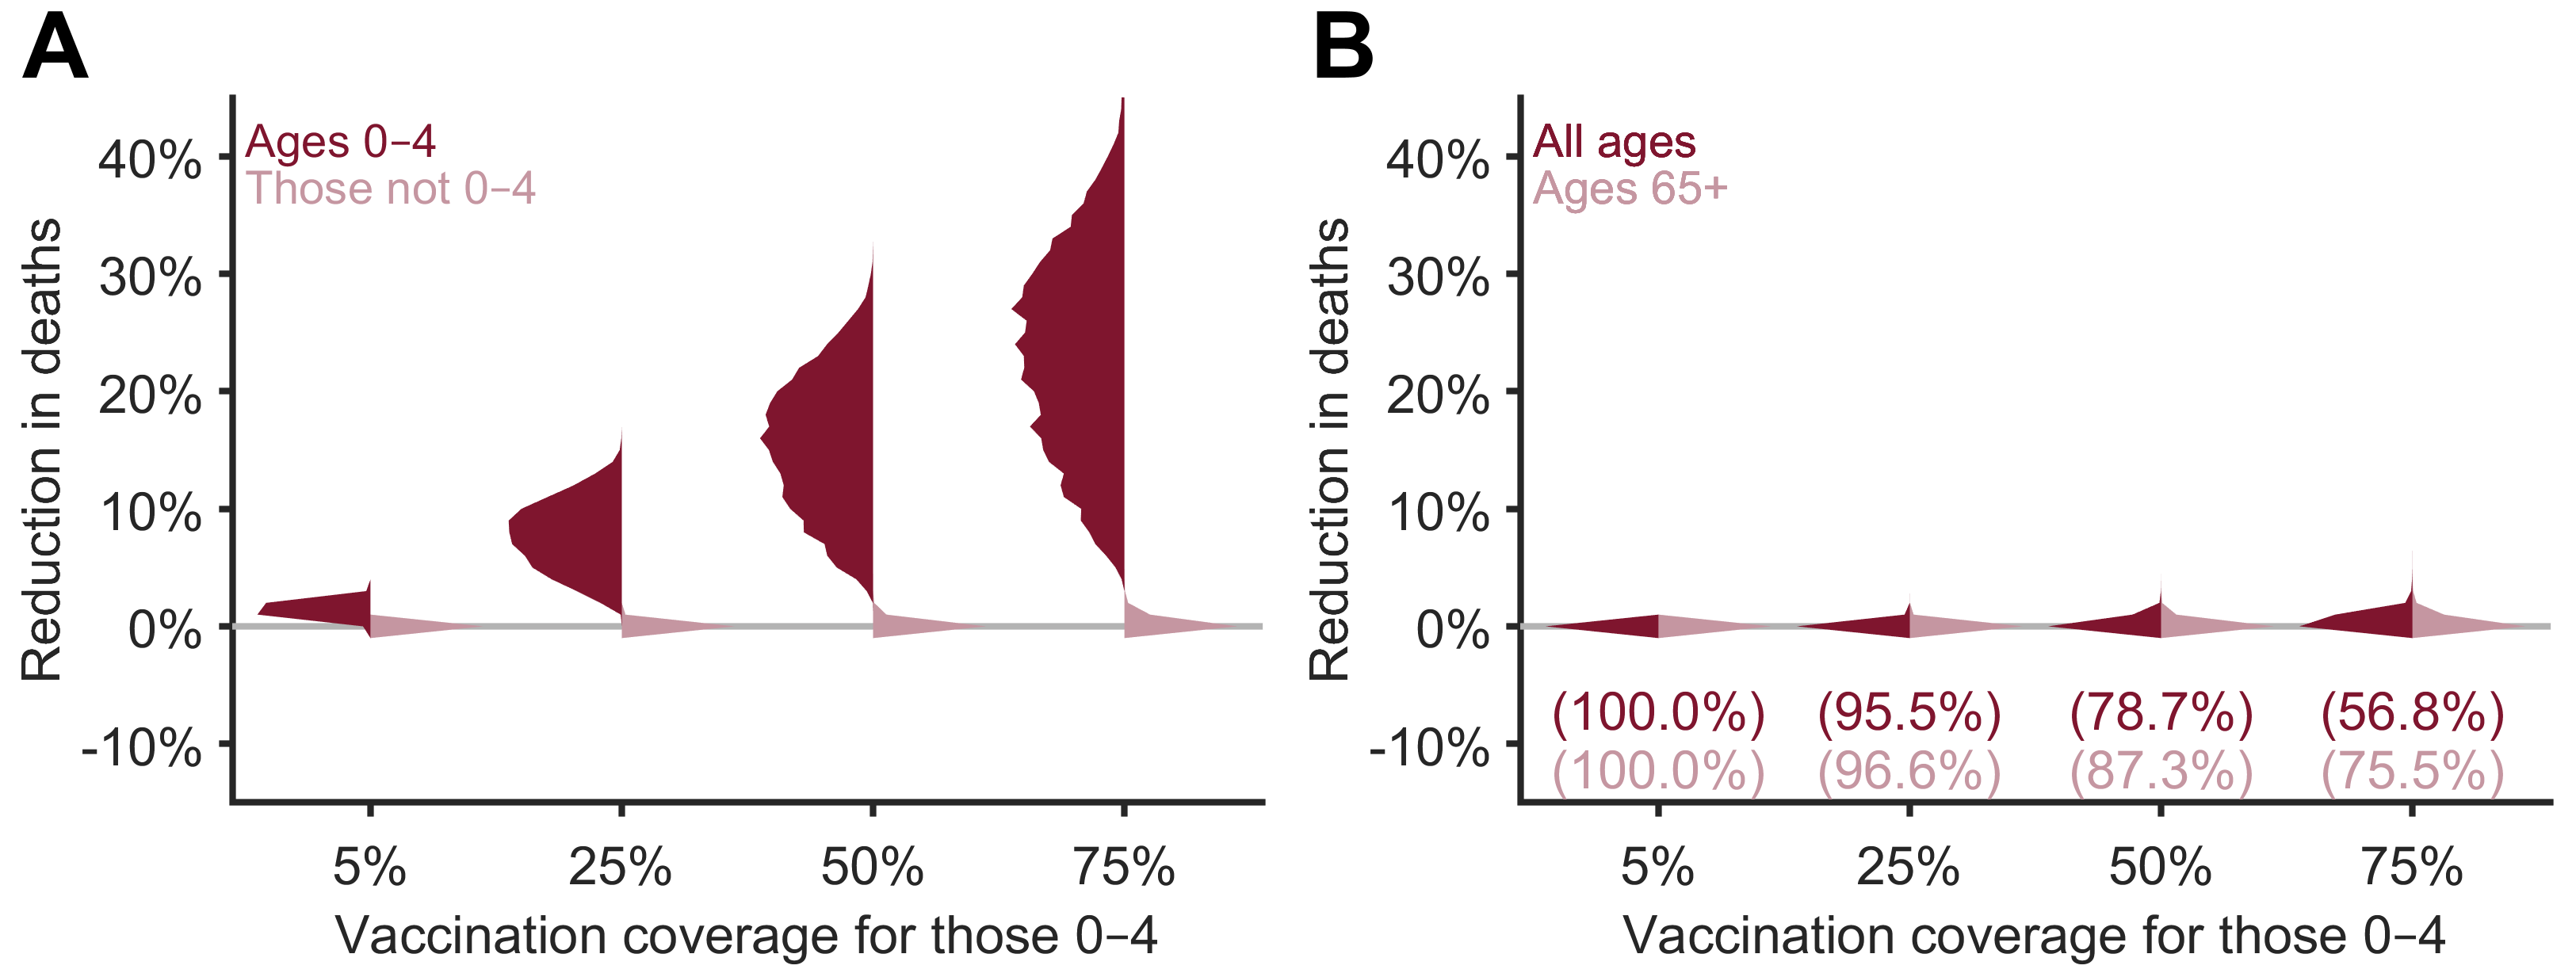 A
Ages 0–4
Those not 0–4
40%
30%
20%
10%
0%
-10%
Reduction in deaths
5% 25% 50% 75%
Vaccination coverage for those 0–4
B
All ages
Ages 65+
40%
30%
20%
10%
0%
-10%
Reduction in deaths
(100.0%) (95.5%) (78.7%) (56.8%)
(100.0%) (96.6%) (87.3%) (75.5%)
5% 25% 50% 75%
Vaccination coverage for those 0–4